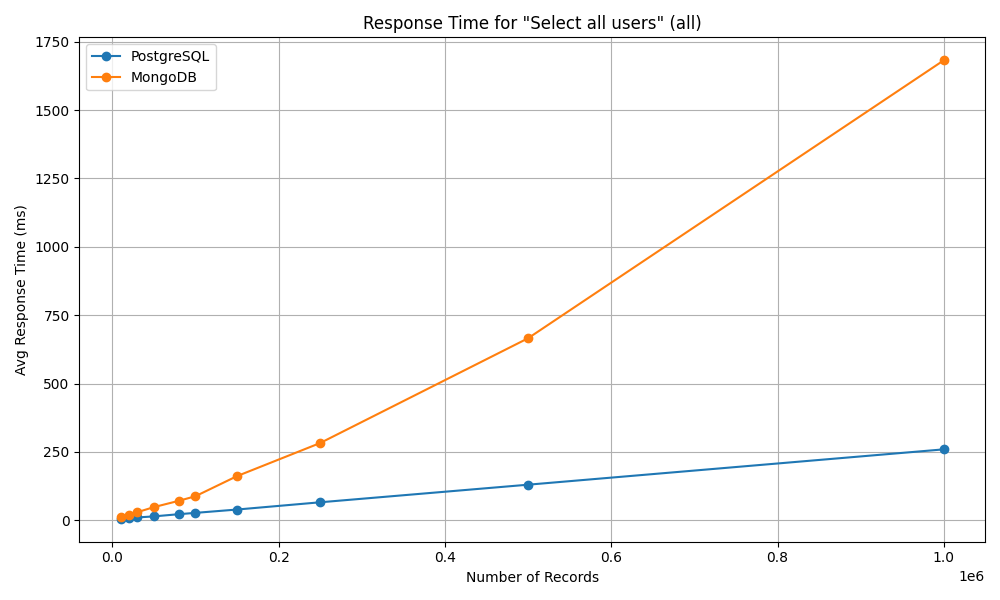 Response Time for "Select all users" (all)
PostgreSQL
MongoDB
Avg Response Time (ms)
1750
1500
1250
1000
750
500
250
0
0.0 0.2 0.4 0.6 0.8 1.0
1e6
Number of Records